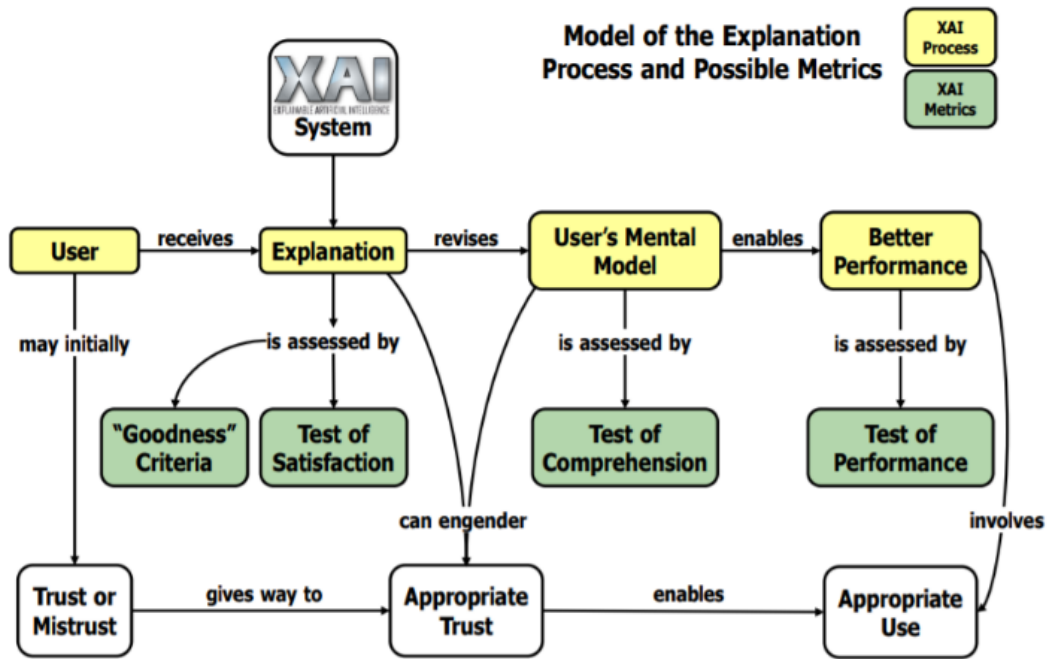 Model of the Explanation
Process and Possible Metrics
XAI
Process
XAI
Metrics
XAI
EXPLAINABLE ARTIFICIAL INTELLIGENCE
System
User
receives
Explanation
revises
User's Mental
Model
enables
Better
Performance
may initially
is assessed by
is assessed by
is assessed by
"Goodness"
Criteria
Test of
Satisfaction
Test of
Comprehension
Test of
Performance
can engender
involves
Trust or
Mistrust
gives way to
Appropriate
Trust
enables
Appropriate
Use